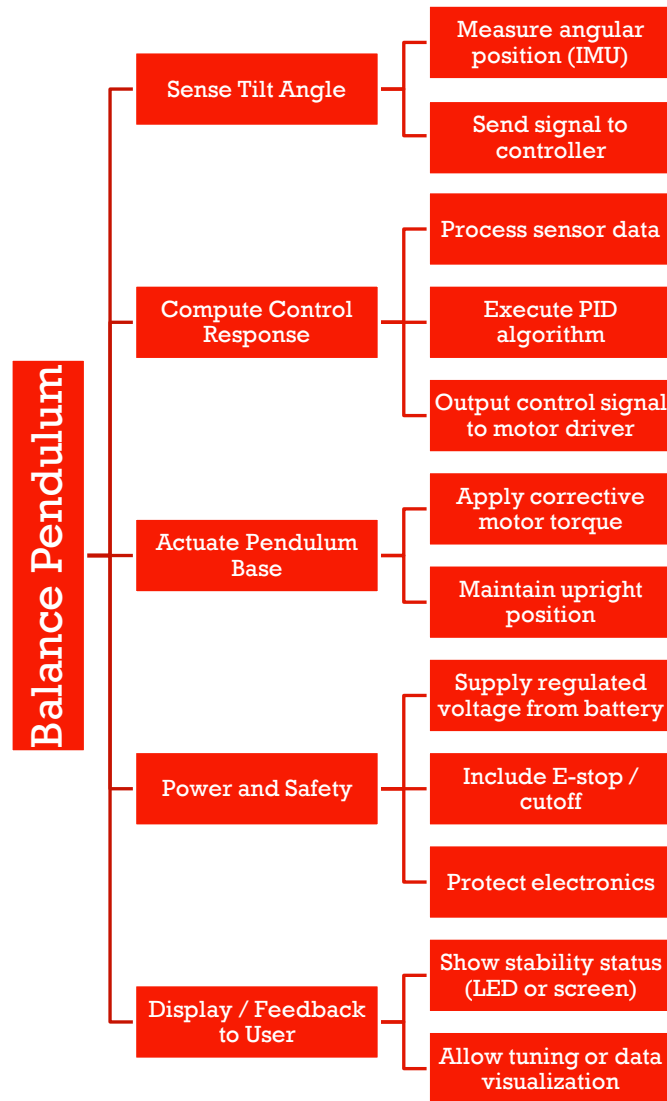 Balance Pendulum
Sense Tilt Angle
Measure angular
position (IMU)
Send signal to
controller
Compute Control
Response
Process sensor data
Execute PID
algorithm
Output control signal
to motor driver
Actuate Pendulum
Base
Apply corrective
motor torque
Maintain upright
position
Power and Safety
Supply regulated
voltage from battery
Include E-stop /
cutoff
Protect electronics
Display / Feedback
to User
Show stability status
(LED or screen)
Allow tuning or data
visualization